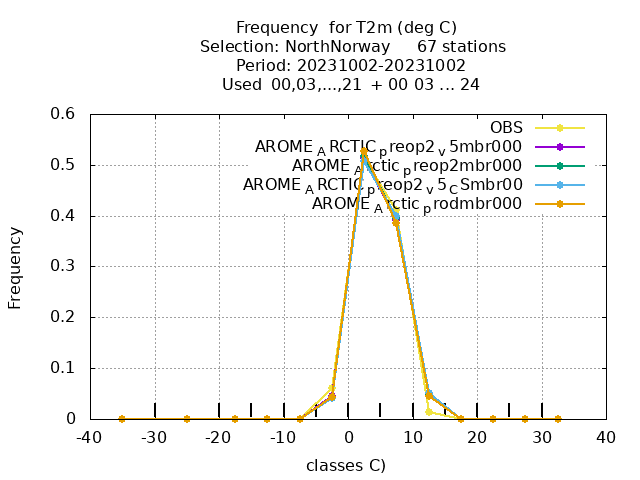 Frequency  for T2m (deg C)
Selection: NorthNorway     67 stations
Period: 20231002-20231002
Used  00,03,...,21  + 00 03 ... 24
OBS
AROME_ARCTIC_preop2_v5mbr000
AROME_Arctic_preop2mbr000
AROME_ARCTIC_preop2_v5_CSmbr00
AROME_Arctic_prodmbr000
Frequency
0.6
0.5
0.4
0.3
0.2
0.1
0
-40 -30 -20 -10 0 10 20 30 40
classes C)